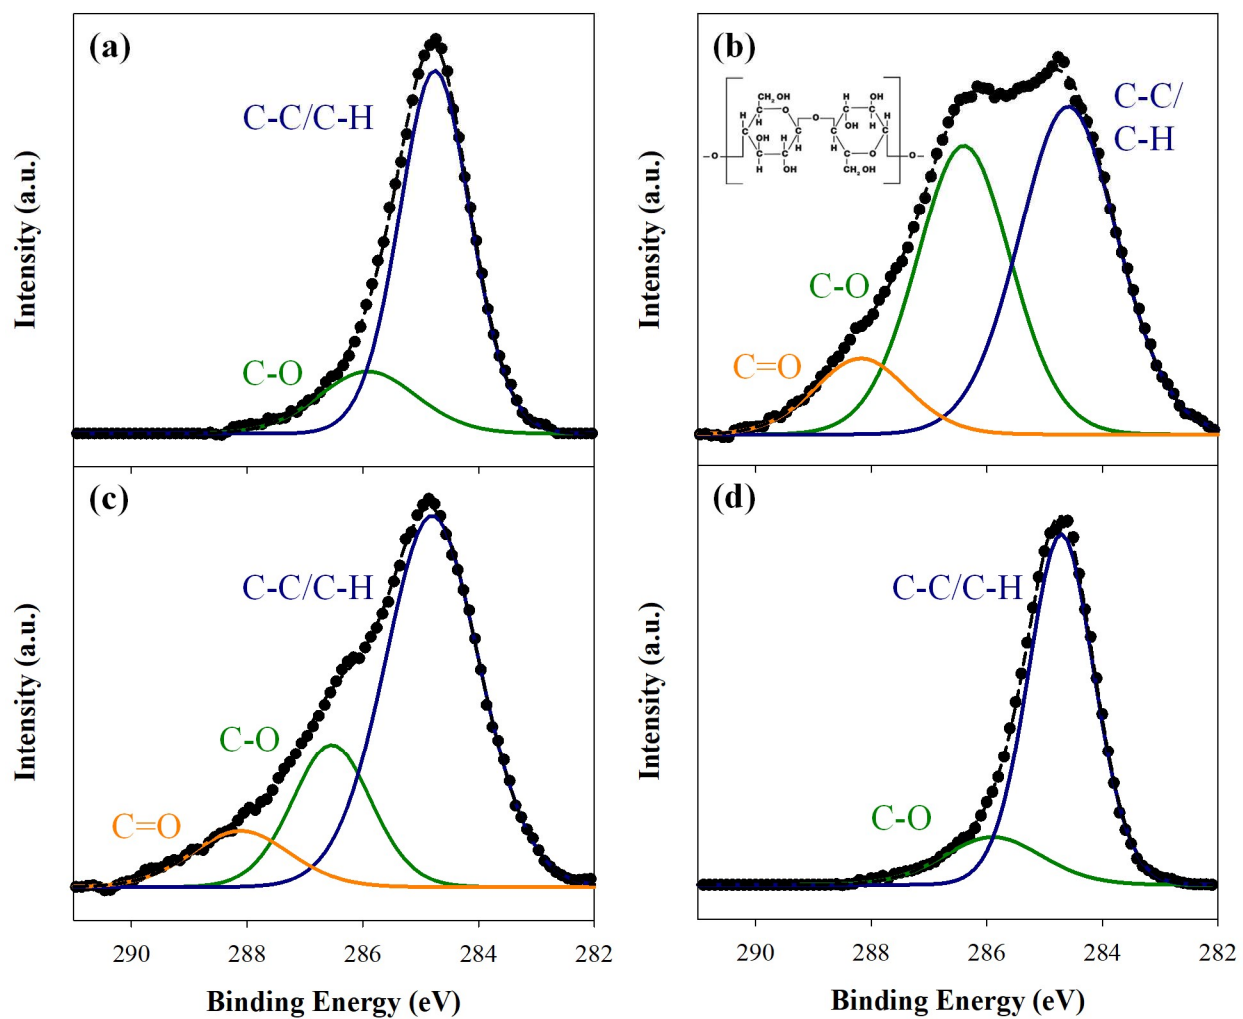 (a)
C-C/C-H
C-O
Intensity (a.u.)
(b)
C-C/
C-H
C-O
C=O
Intensity (a.u.)
(c)
C-C/C-H
C-O
C=O
Intensity (a.u.)
290 288 286 284 282
Binding Energy (eV)
(d)
C-C/C-H
C-O
Intensity (a.u.)
290 288 286 284 282
Binding Energy (eV)